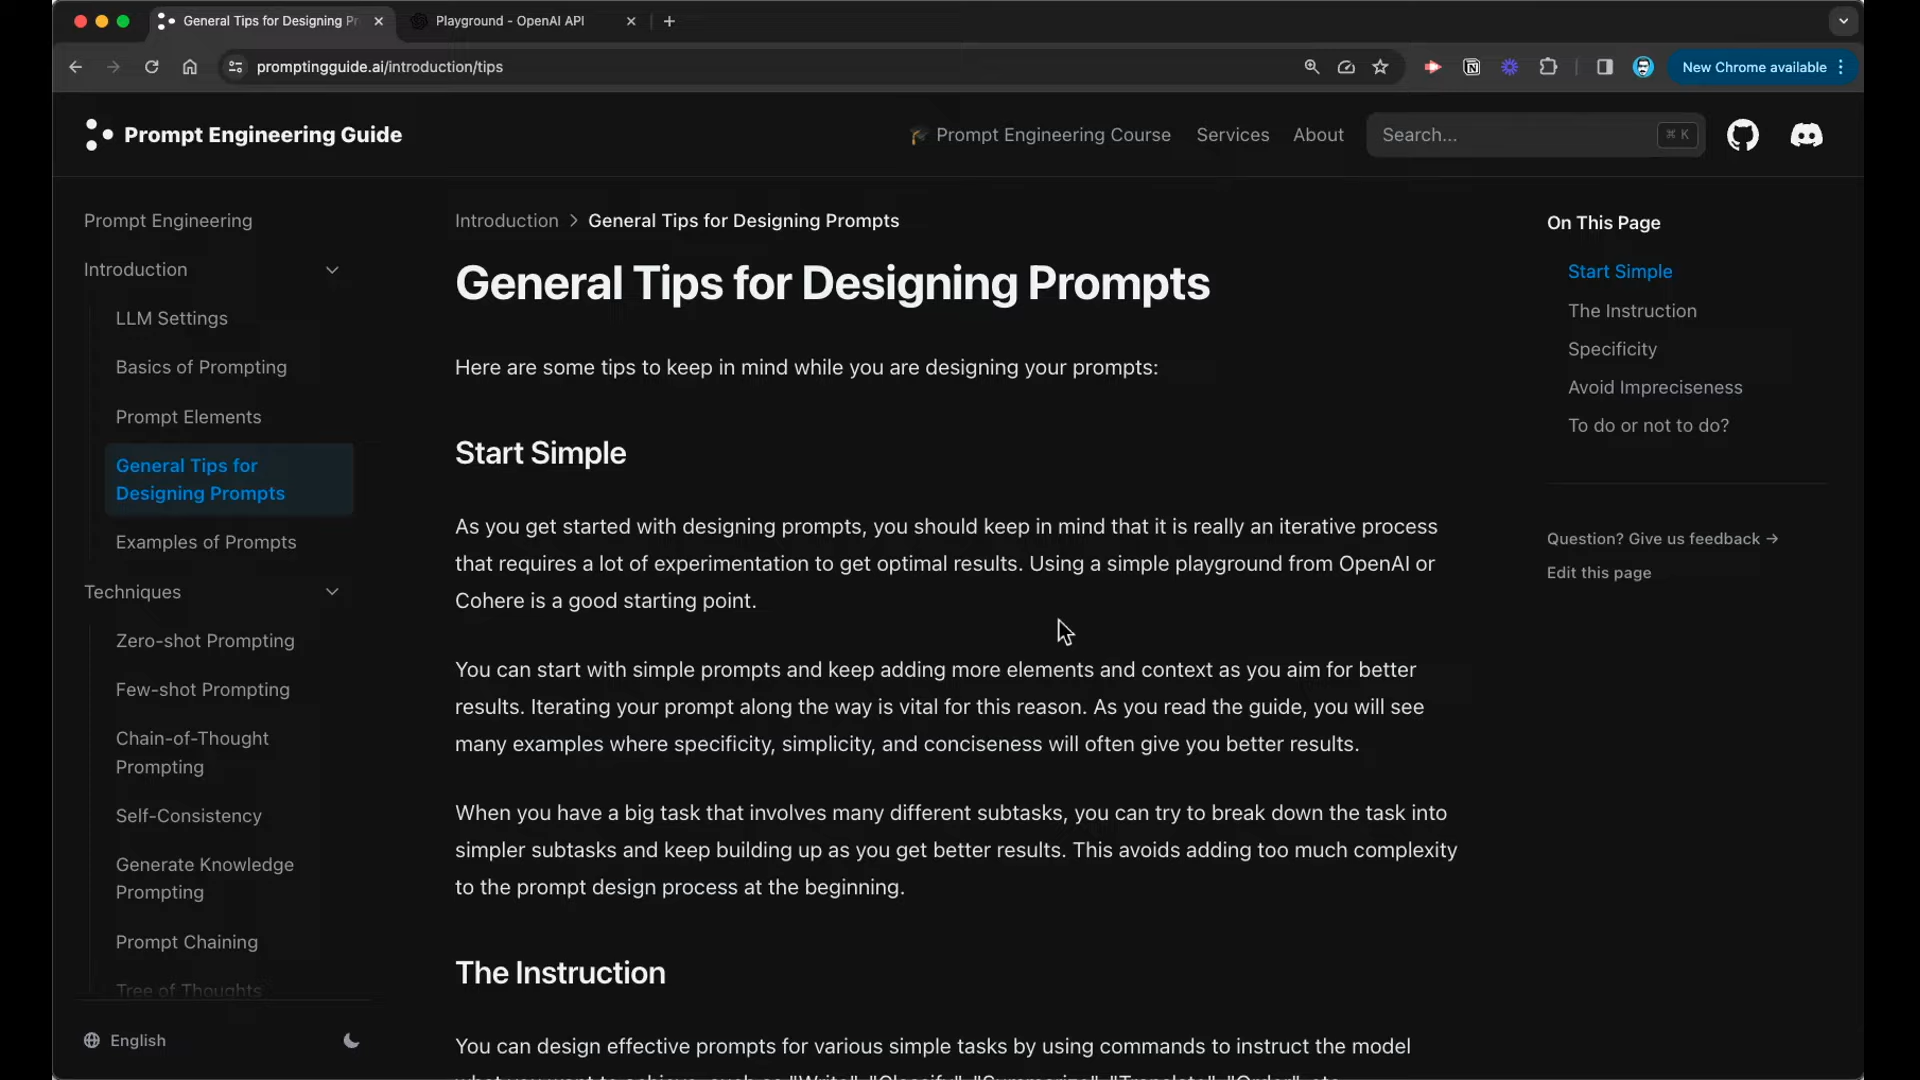 General Tips for Designing Pr
Playground - OpenAI API
promptingguide.ai/introduction/tips
New Chrome available
Prompt Engineering Guide
🎓 Prompt Engineering Course
Services
About
Search...
⌘ K
Prompt Engineering
Introduction
LLM Settings
Basics of Prompting
Prompt Elements
General Tips for
Designing Prompts
Examples of Prompts
Techniques
Zero-shot Prompting
Few-shot Prompting
Chain-of-Thought
Prompting
Self-Consistency
Generate Knowledge
Prompting
Prompt Chaining
Tree of Thoughts
English
Introduction > General Tips for Designing Prompts
General Tips for Designing Prompts
Here are some tips to keep in mind while you are designing your prompts:
Start Simple
As you get started with designing prompts, you should keep in mind that it is really an iterative process
that requires a lot of experimentation to get optimal results. Using a simple playground from OpenAI or
Cohere is a good starting point.
You can start with simple prompts and keep adding more elements and context as you aim for better
results. Iterating your prompt along the way is vital for this reason. As you read the guide, you will see
many examples where specificity, simplicity, and conciseness will often give you better results.
When you have a big task that involves many different subtasks, you can try to break down the task into
simpler subtasks and keep building up as you get better results. This avoids adding too much complexity
to the prompt design process at the beginning.
The Instruction
You can design effective prompts for various simple tasks by using commands to instruct the model
what you want to achieve, such as "Write", "Classify", "Summarize", "Translate", "Order", etc.
On This Page
Start Simple
The Instruction
Specificity
Avoid Impreciseness
To do or not to do?
Question? Give us feedback →
Edit this page